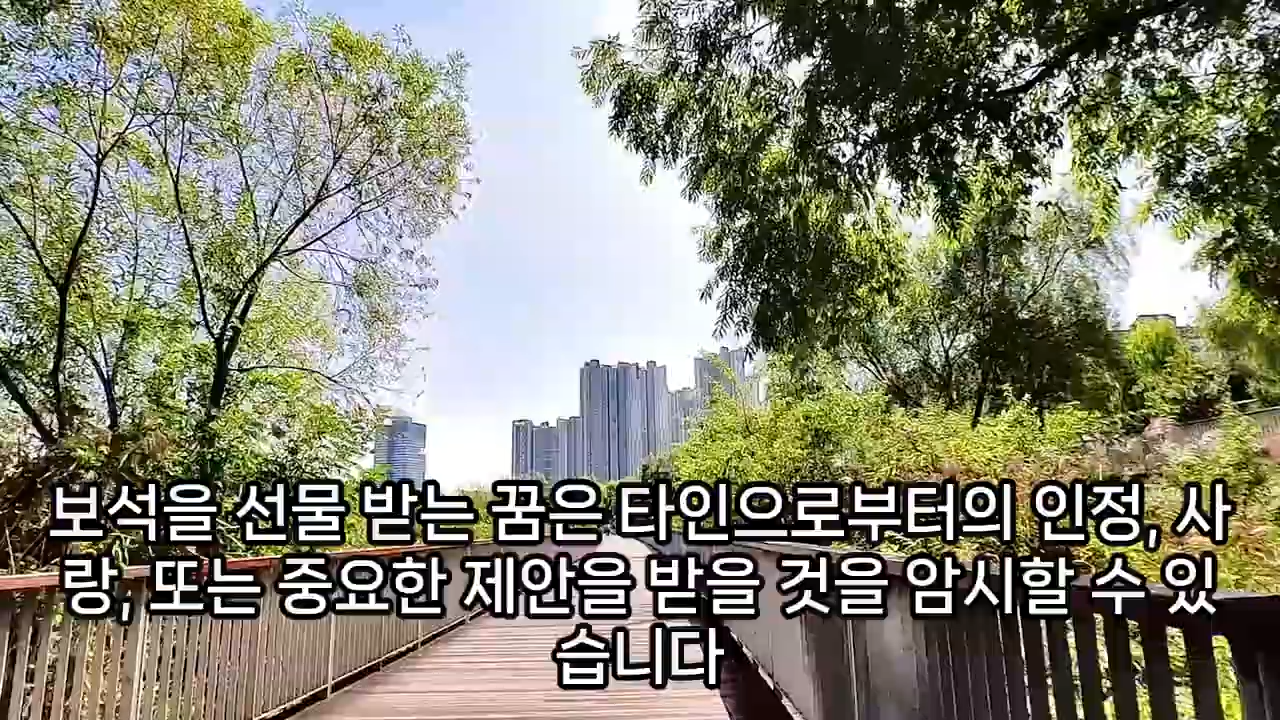 보석을 선물 받는 꿈은 타인으로부터의 인정, 사
랑, 또는 중요한 제안을 받을 것을 암시할 수 있
습니다